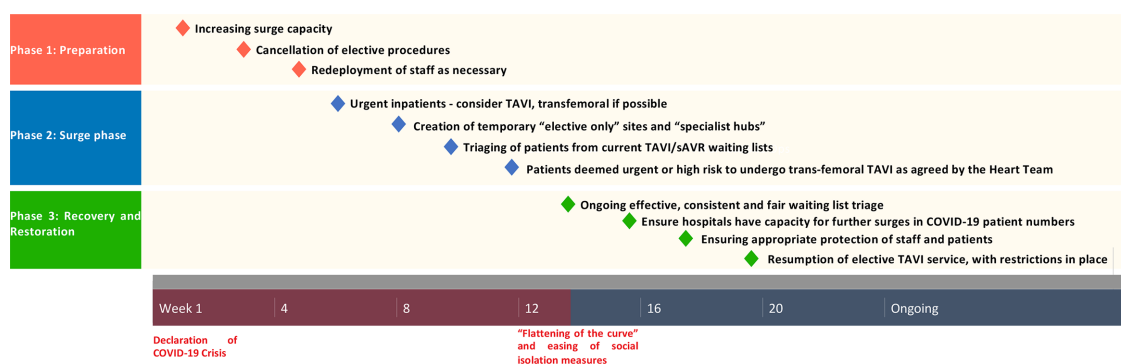 Phase 1: Preparation
Increasing surge capacity
Cancellation of elective procedures
Redeployment of staff as necessary
Phase 2: Surge phase
Urgent inpatients - consider TAVI, transfemoral if possible
Creation of temporary “elective only” sites and “specialist hubs”
Triaging of patients from current TAVI/sAVR waiting lists
Patients deemed urgent or high risk to undergo trans-femoral TAVI as agreed by the Heart Team
Phase 3: Recovery and
Restoration
Ongoing effective, consistent and fair waiting list triage
Ensure hospitals have capacity for further surges in COVID-19 patient numbers
Ensuring appropriate protection of staff and patients
Resumption of elective TAVI service, with restrictions in place
Week 1 4 8 12 16 20 Ongoing
Declaration of
COVID-19 Crisis
“Flattening of the curve”
and easing of social
isolation measures